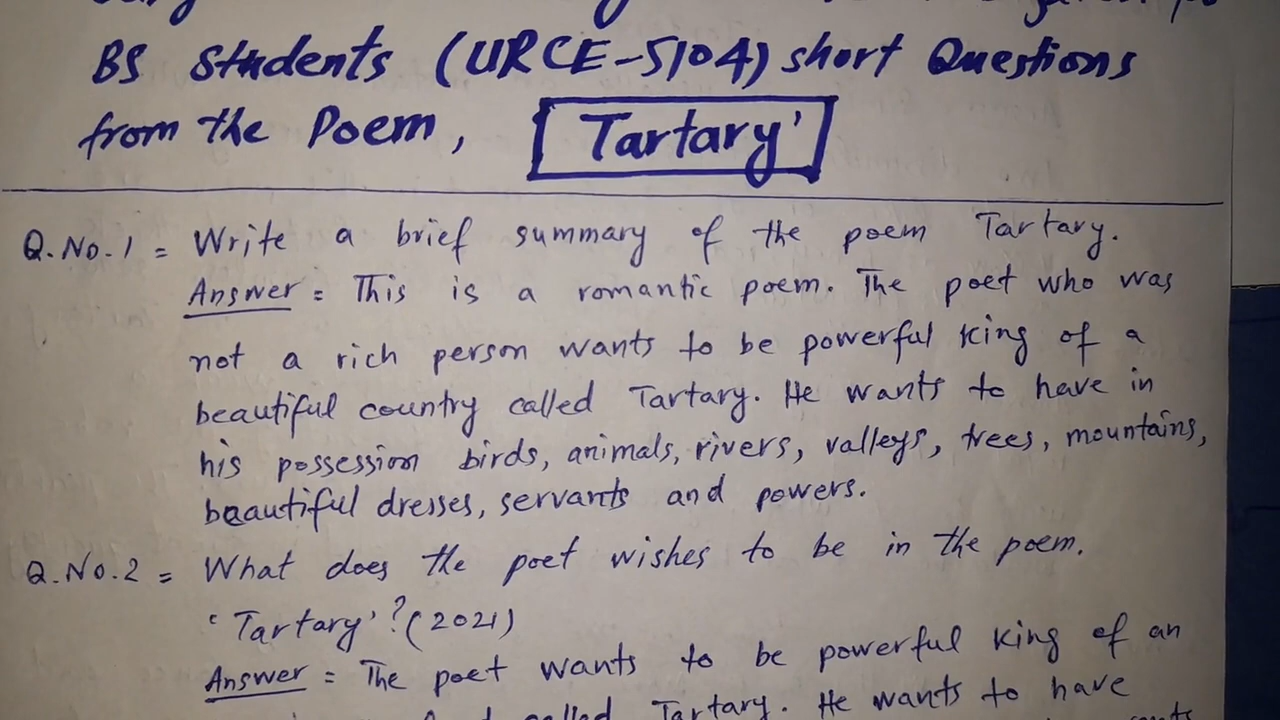 BS Students (URCE-5104) short Questions
from the Poem, [Tartary']
Q.No.1 = Write a brief summary of the poem Tartary.
Answer = This is a romantic poem. The poet who was
not a rich person wants to be powerful king of a
beautiful country called Tartary. He wants to have in
his possession birds, animals, rivers, valleys, trees, mountains,
beautiful dresses, servants and powers.
Q.No.2 = What does the poet wishes to be in the poem.
'Tartary'? (2021)
Answer = The poet wants to be powerful king of an
called Tartary. He wants to have